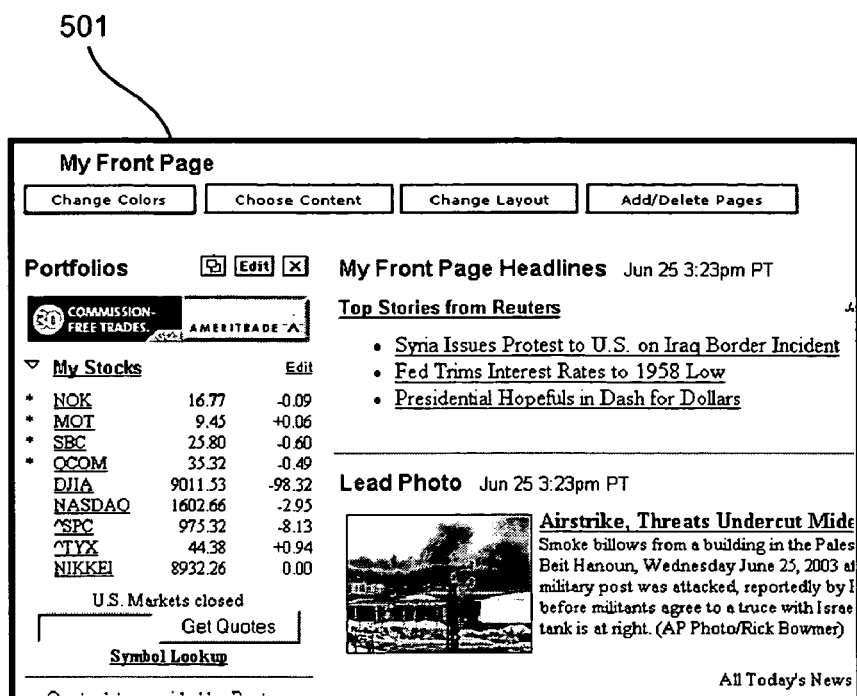 501
My Front Page
Change Colors Choose Content Change Layout Add/Delete Pages
Portfolios Edit X
COMMISSION-
FREE TRADES. AMERITRADE
My Stocks Edit
* NOK 16.77 -0.09
* MOT 9.45 +0.06
* SBC 25.80 -0.60
* QCOM 35.32 -0.49
DJIA 9011.53 -98.32
NASDAQ 1602.66 -2.95
^SPC 975.32 -8.13
^TYX 44.38 +0.94
NIKKEI 8932.26 0.00
U.S. Markets closed
Get Quotes
Symbol Lookup
My Front Page Headlines Jun 25 3:23pm PT
Top Stories from Reuters
• Syria Issues Protest to U.S. on Iraq Border Incident
• Fed Trims Interest Rates to 1958 Low
• Presidential Hopefuls in Dash for Dollars
Lead Photo Jun 25 3:23pm PT
Airstrike, Threats Undercut Mide
Smoke billows from a building in the Pales
Beit Hanoun, Wednesday June 25, 2003 at
military post was attacked, reportedly by
before militants agree to a truce with Israe
tank is at right. (AP Photo/Rick Bowmer)
All Today's News